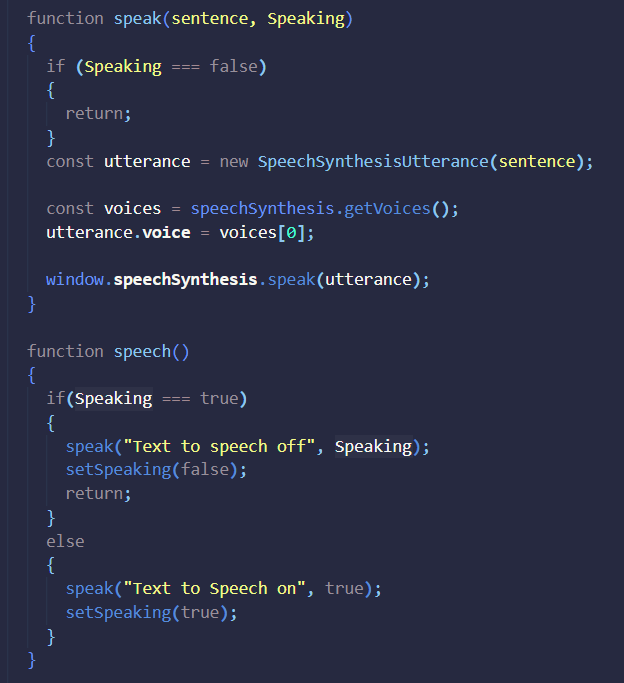 function speak(sentence, Speaking)
{
  if (Speaking === false)
  {
    return;
  }
  const utterance = new SpeechSynthesisUtterance(sentence);

  const voices = speechSynthesis.getVoices();
  utterance.voice = voices[0];

  window.speechSynthesis.speak(utterance);
}

function speech()
{
  if(Speaking === true)
  {
    speak("Text to speech off", Speaking);
    setSpeaking(false);
    return;
  }
  else
  {
    speak("Text to Speech on", true);
    setSpeaking(true);
  }
}